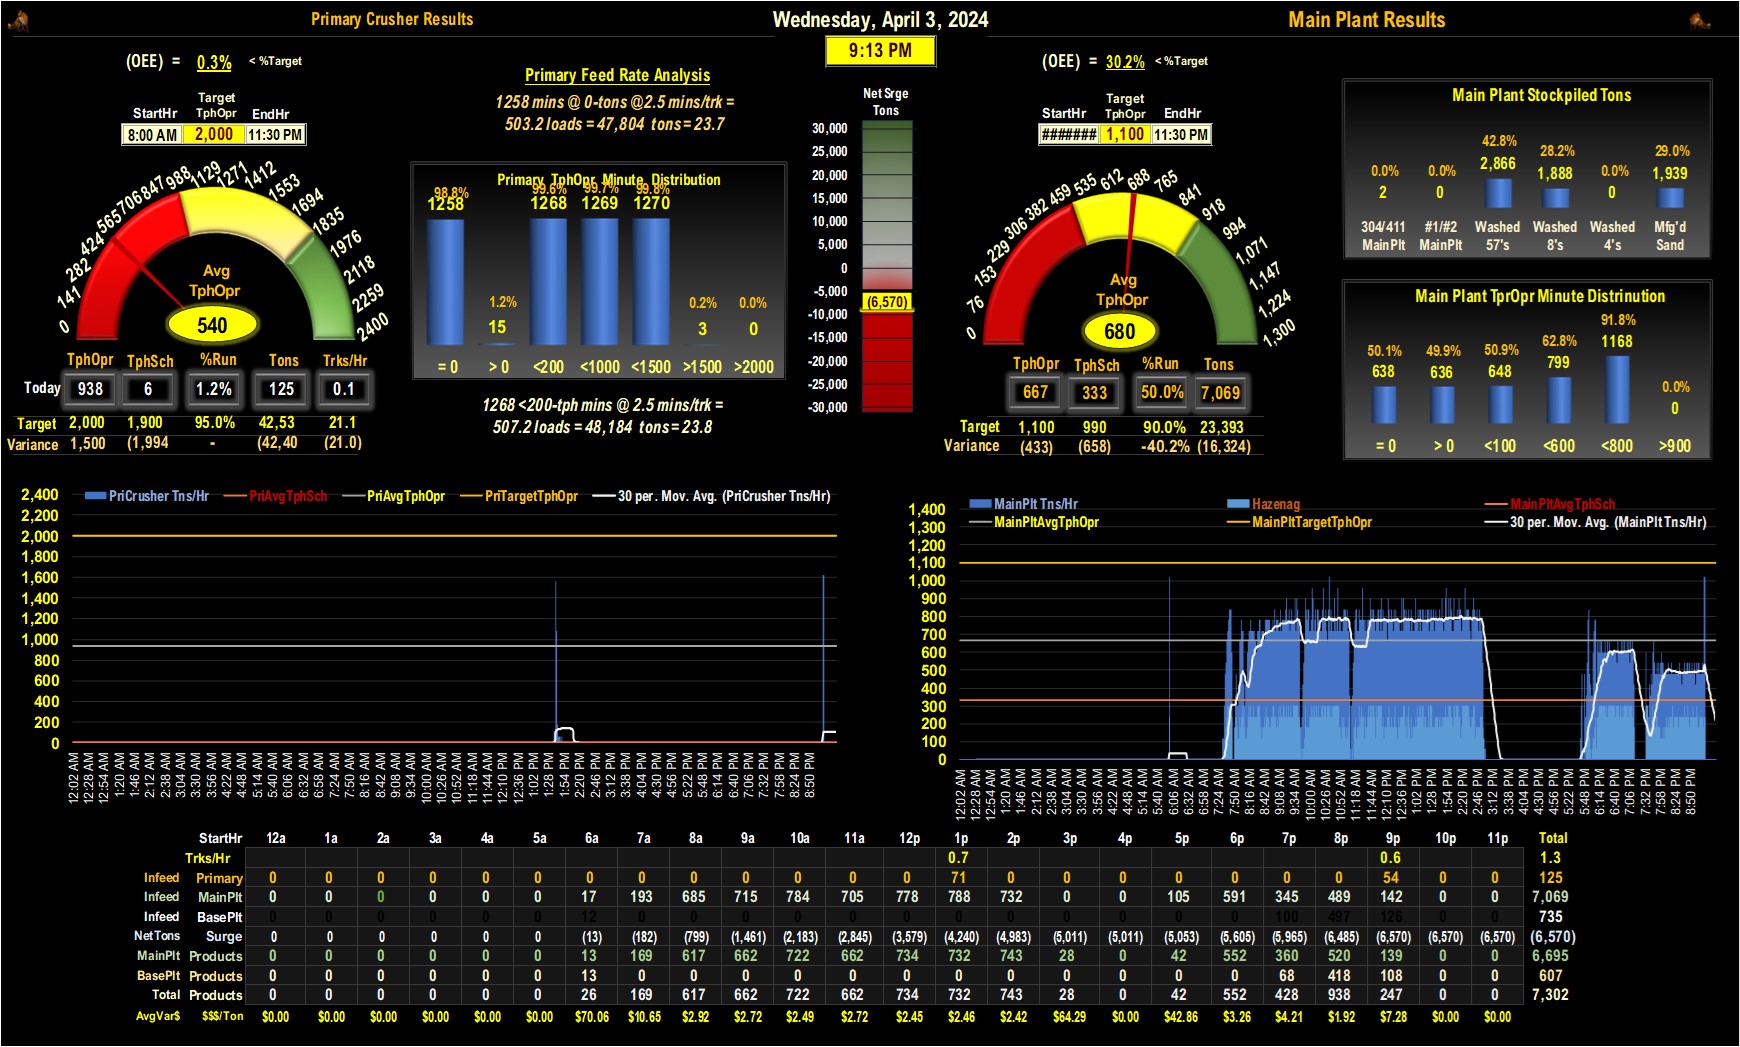 Primary Crusher Results
Wednesday, April 3, 2024
Main Plant Results
9:13 PM
(OEE) = 0.3% < %Target
StartHr Target TphOpr EndHr
8:00 AM 2,000 11:30 PM
0 141 282 424 565 706 847 988 1129 1271 1412 1553 1694 1835 1976 2118 2259 2400
Avg
TphOpr
540
TphOpr TphSch %Run Tons Trks/Hr
Today 938 6 1.2% 125 0.1
Target 2,000 1,900 95.0% 42,53 21.1
Variance 1,500 (1,994 - (42,40 (21.0)
Primary Feed Rate Analysis
1258 mins @ 0-tons @2.5 mins/trk =
503.2 loads = 47,804 tons = 23.7
Primary TphOpr Minute Distribution
98.8% 99.6% 99.7% 99.8%
1258 1268 1269 1270
1.2% 0.2% 0.0%
15 3 0
= 0 > 0 <200 <1000 <1500 >1500 >2000
1268 <200-tph mins @ 2.5 mins/trk =
507.2 loads = 48,184 tons = 23.8
Net Srge
Tons
30,000
25,000
20,000
15,000
10,000
5,000
0
-5,000
(6,570)
-10,000
-15,000
-20,000
-25,000
-30,000
(OEE) = 30.2% < %Target
StartHr Target TphOpr EndHr
####### 1,100 11:30 PM
0 76 153 229 306 382 459 535 612 688 765 841 918 994 1,071 1,147 1,224 1,300
Avg
TphOpr
680
TphOpr TphSch %Run Tons
667 333 50.0% 7,069
Target 1,100 990 90.0% 23,393
Variance (433) (658) -40.2% (16,324)
Main Plant Stockpiled Tons
0.0% 0.0% 42.8% 28.2% 0.0% 29.0%
2 0 2,866 1,888 0 1,939
304/411 #1/#2 Washed Washed Washed Mfg'd
MainPlt MainPlt 57's 8's 4's Sand
Main Plant TprOpr Minute Distrinution
50.1% 49.9% 50.9% 62.8% 91.8% 0.0%
638 636 648 799 1168 0
= 0 > 0 <100 <600 <800 >900
PriCrusher Tns/Hr PriAvgTphSch PriAvgTphOpr PriTargetTphOpr 30 per. Mov. Avg. (PriCrusher Tns/Hr)
2,400
2,200
2,000
1,800
1,600
1,400
1,200
1,000
800
600
400
200
0
12:02 AM 12:28 AM 12:54 AM 1:20 AM 1:46 AM 2:12 AM 2:38 AM 3:04 AM 3:30 AM 3:56 AM 4:22 AM 4:48 AM 5:14 AM 5:40 AM 6:06 AM 6:32 AM 6:58 AM 7:24 AM 7:50 AM 8:16 AM 8:42 AM 9:08 AM 9:34 AM 10:00 AM 10:26 AM 10:52 AM 11:18 AM 11:44 AM 12:10 PM 12:36 PM 1:02 PM 1:28 PM 1:54 PM 2:20 PM 2:46 PM 3:12 PM 3:38 PM 4:04 PM 4:30 PM 4:56 PM 5:22 PM 5:48 PM 6:14 PM 6:40 PM 7:06 PM 7:32 PM 7:58 PM 8:24 PM 8:50 PM
MainPlt Tns/Hr Hazenag MainPltAvgTphSch
MainPltAvgTphOpr MainPltTargetTphOpr 30 per. Mov. Avg. (MainPlt Tns/Hr)
1,400
1,300
1,200
1,100
1,000
900
800
700
600
500
400
300
200
100
0
12:02 AM 12:28 AM 12:54 AM 1:20 AM 1:46 AM 2:12 AM 2:38 AM 3:04 AM 3:30 AM 3:56 AM 4:22 AM 4:48 AM 5:14 AM 5:40 AM 6:06 AM 6:32 AM 6:58 AM 7:24 AM 7:50 AM 8:16 AM 8:42 AM 9:08 AM 9:34 AM 10:00 AM 10:26 AM 10:52 AM 11:18 AM 11:44 AM 12:10 PM 12:36 PM 1:02 PM 1:28 PM 1:54 PM 2:20 PM 2:46 PM 3:12 PM 3:38 PM 4:04 PM 4:30 PM 4:56 PM 5:22 PM 5:48 PM 6:14 PM 6:40 PM 7:06 PM 7:32 PM 7:58 PM 8:24 PM 8:50 PM
StartHr 12a 1a 2a 3a 4a 5a 6a 7a 8a 9a 10a 11a 12p 1p 2p 3p 4p 5p 6p 7p 8p 9p 10p 11p Total
Trks/Hr 0.7 0.6 1.3
Infeed Primary 0 0 0 0 0 0 0 0 0 0 0 0 0 71 0 0 0 0 0 0 0 54 0 0 125
Infeed MainPlt 0 0 0 0 0 0 17 193 685 715 784 705 778 788 732 0 0 105 591 345 489 142 0 0 7,069
Infeed BasePlt 0 0 0 0 0 0 12 0 0 0 0 0 0 0 0 0 0 0 0 100 497 126 0 0 735
NetTons Surge 0 0 0 0 0 0 (13) (182) (799) (1,461) (2,183) (2,845) (3,579) (4,240) (4,983) (5,011) (5,011) (5,053) (5,605) (5,965) (6,485) (6,570) (6,570) (6,570) (6,570)
MainPlt Products 0 0 0 0 0 0 13 169 617 662 722 662 734 732 743 28 0 42 552 360 520 139 0 0 6,695
BasePlt Products 0 0 0 0 0 0 13 0 0 0 0 0 0 0 0 0 0 0 0 68 418 108 0 0 607
Total Products 0 0 0 0 0 0 26 169 617 662 722 662 734 732 743 28 0 42 552 428 938 247 0 0 7,302
AvgVar$ $$$/Ton $0.00 $0.00 $0.00 $0.00 $0.00 $0.00 $70.06 $10.65 $2.92 $2.72 $2.49 $2.72 $2.45 $2.46 $2.42 $64.29 $0.00 $42.86 $3.26 $4.21 $1.92 $7.28 $0.00 $0.00